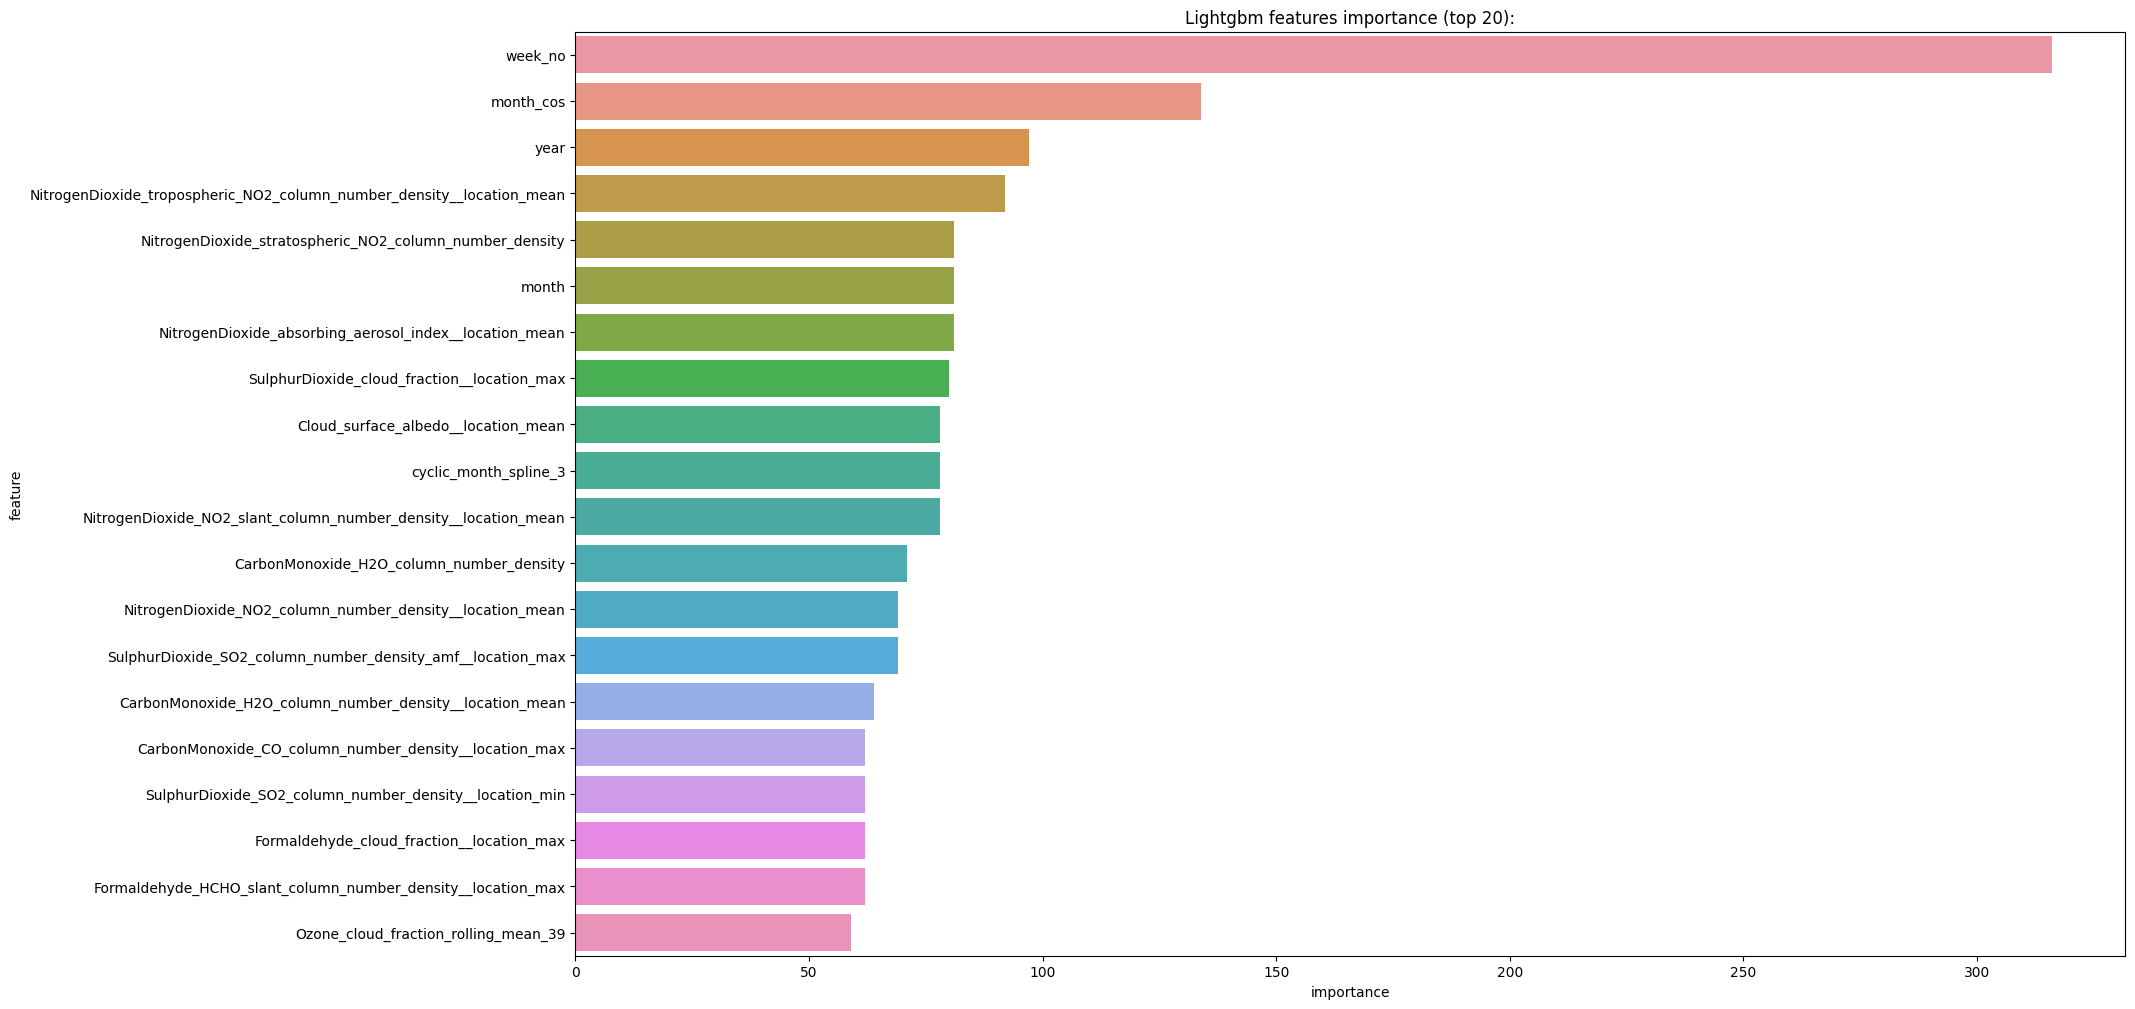 Lightgbm features importance (top 20):
week_no
month_cos
year
NitrogenDioxide_tropospheric_NO2_column_number_density__location_mean
NitrogenDioxide_stratospheric_NO2_column_number_density
month
NitrogenDioxide_absorbing_aerosol_index__location_mean
SulphurDioxide_cloud_fraction__location_max
Cloud_surface_albedo__location_mean
cyclic_month_spline_3
NitrogenDioxide_NO2_slant_column_number_density__location_mean
CarbonMonoxide_H2O_column_number_density
NitrogenDioxide_NO2_column_number_density__location_mean
SulphurDioxide_SO2_column_number_density_amf__location_max
CarbonMonoxide_H2O_column_number_density__location_mean
CarbonMonoxide_CO_column_number_density__location_max
SulphurDioxide_SO2_column_number_density__location_min
Formaldehyde_cloud_fraction__location_max
Formaldehyde_HCHO_slant_column_number_density__location_max
Ozone_cloud_fraction_rolling_mean_39
feature
0 50 100 150 200 250 300
importance